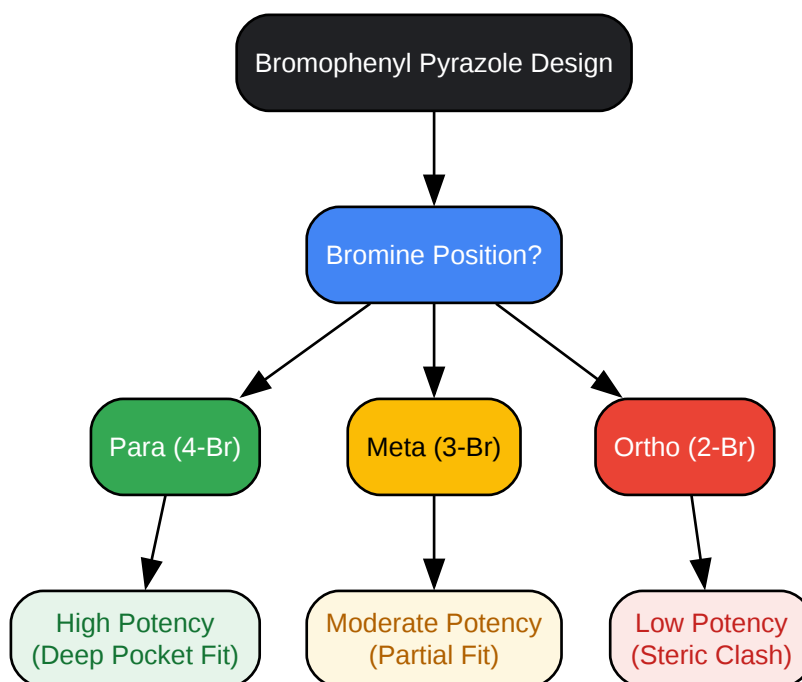 Bromophenyl Pyrazole Design
Bromine Position?
Para (4-Br)
Meta (3-Br)
Ortho (2-Br)
High Potency
(Deep Pocket Fit)
Moderate Potency
(Partial Fit)
Low Potency
(Steric Clash)